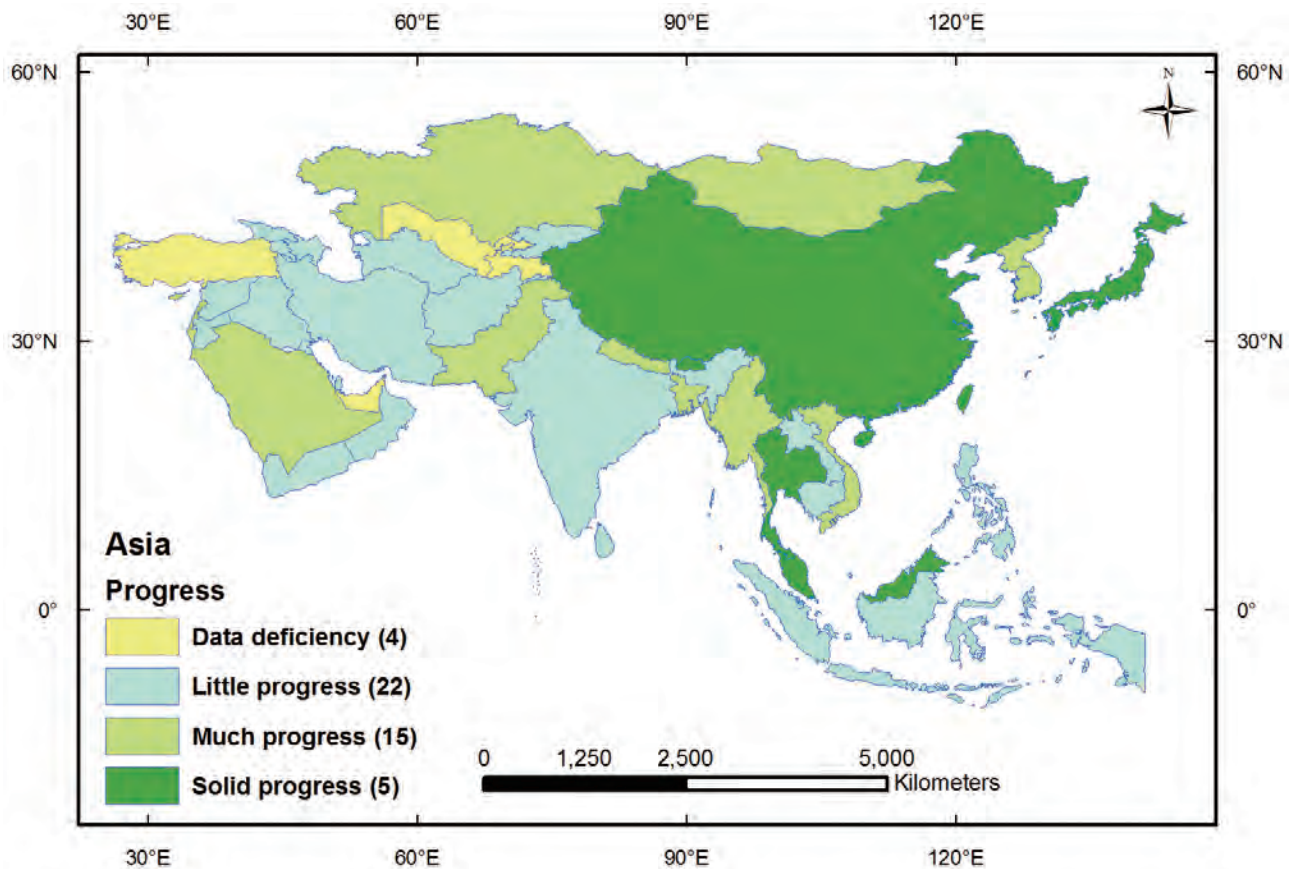 30°E 60°E 90°E 120°E
60°N 60°N
N
30°N 30°N
Asia
Progress
0° 0°
Data deficiency (4)
Little progress (22)
Much progress (15)
0 1,250 2,500 5,000
Kilometers
Solid progress (5)
30°E 60°E 90°E 120°E